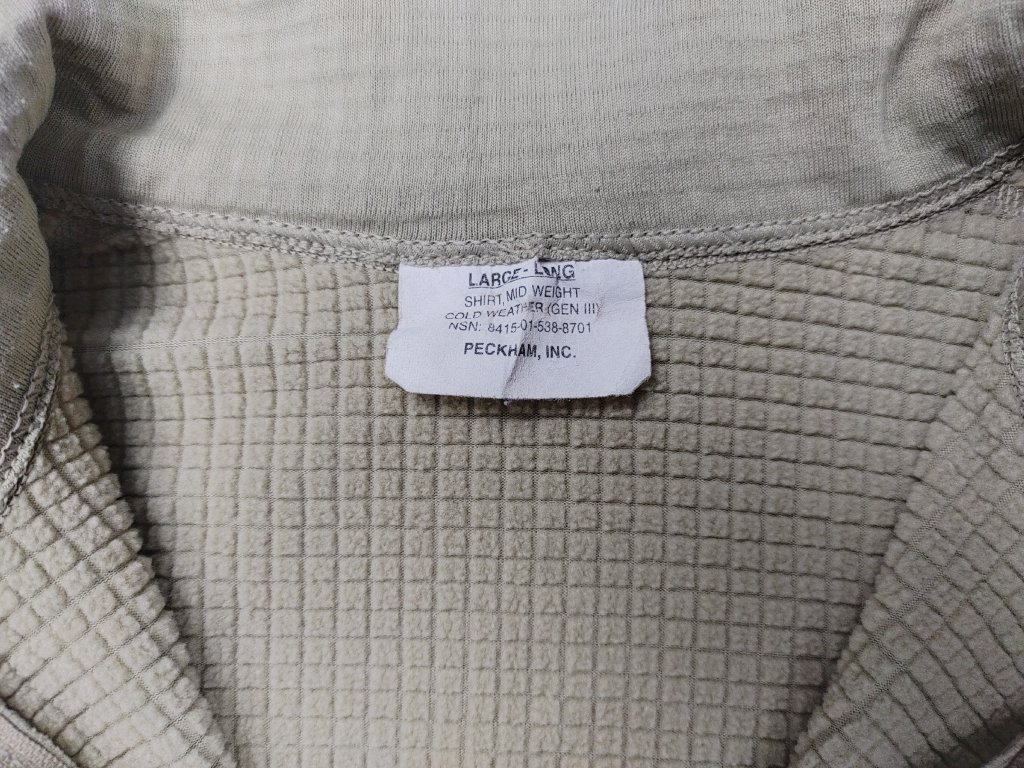 LARGE-LONG
SHIRT, MID WEIGHT
COLD WEATHER (GEN III)
NSN: 8415-01-538-8701
PECKHAM, INC.